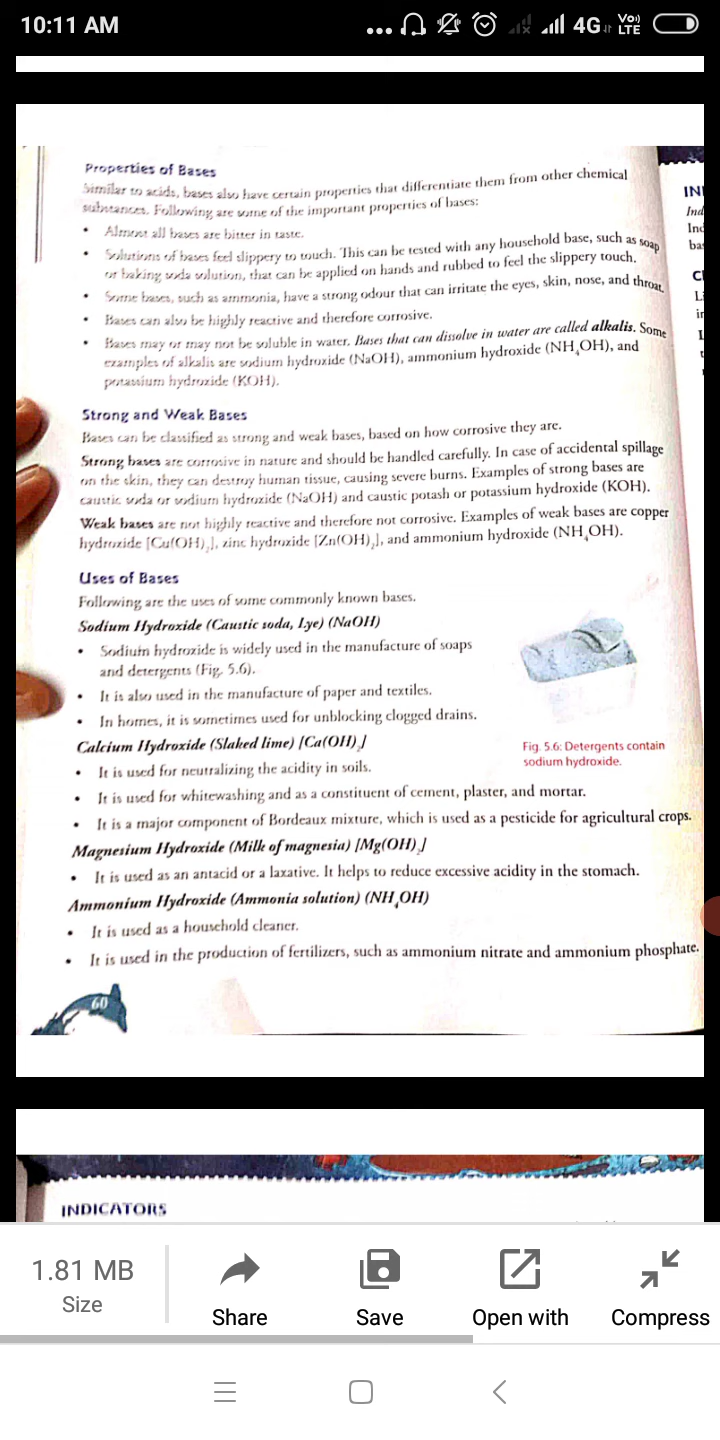 10:11 AM
... 4G Vo)) LTE
Properties of Bases
Similar to acids, bases also have certain properties that differentiate them from other chemical
substances. Following are some of the important properties of bases:
• Almost all bases are bitter in taste.
• Solutions of bases feel slippery to touch. This can be tested with any household base, such as soap
or baking soda solution, that can be applied on hands and rubbed to feel the slippery touch.
• Some bases, such as ammonia, have a strong odour that can irritate the eyes, skin, nose, and throat.
• Bases can also be highly reactive and therefore corrosive.
• Bases may or may not be soluble in water. Bases that can dissolve in water are called alkalis. Some
examples of alkalis are sodium hydroxide (NaOH), ammonium hydroxide (NH₄OH), and
potassium hydroxide (KOH).
Strong and Weak Bases
Bases can be classified as strong and weak bases, based on how corrosive they are.
Strong bases are corrosive in nature and should be handled carefully. In case of accidental spillage
on the skin, they can destroy human tissue, causing severe burns. Examples of strong bases are
caustic soda or sodium hydroxide (NaOH) and caustic potash or potassium hydroxide (KOH).
Weak bases are not highly reactive and therefore not corrosive. Examples of weak bases are copper
hydroxide [Cu(OH)₂], zinc hydroxide [Zn(OH)₂], and ammonium hydroxide (NH₄OH).
Uses of Bases
Following are the uses of some commonly known bases.
Sodium Hydroxide (Caustic soda, Lye) (NaOH)
• Sodium hydroxide is widely used in the manufacture of soaps
and detergents (Fig. 5.6).
• It is also used in the manufacture of paper and textiles.
• In homes, it is sometimes used for unblocking clogged drains.
Fig. 5.6: Detergents contain
sodium hydroxide.
Calcium Hydroxide (Slaked lime) [Ca(OH)₂]
• It is used for neutralizing the acidity in soils.
• It is used for whitewashing and as a constituent of cement, plaster, and mortar.
• It is a major component of Bordeaux mixture, which is used as a pesticide for agricultural crops.
Magnesium Hydroxide (Milk of magnesia) [Mg(OH)₂]
• It is used as an antacid or a laxative. It helps to reduce excessive acidity in the stomach.
Ammonium Hydroxide (Ammonia solution) (NH₄OH)
• It is used as a household cleaner.
• It is used in the production of fertilizers, such as ammonium nitrate and ammonium phosphate.
60
INDICATORS
1.81 MB
Size
Share
Save
Open with
Compress